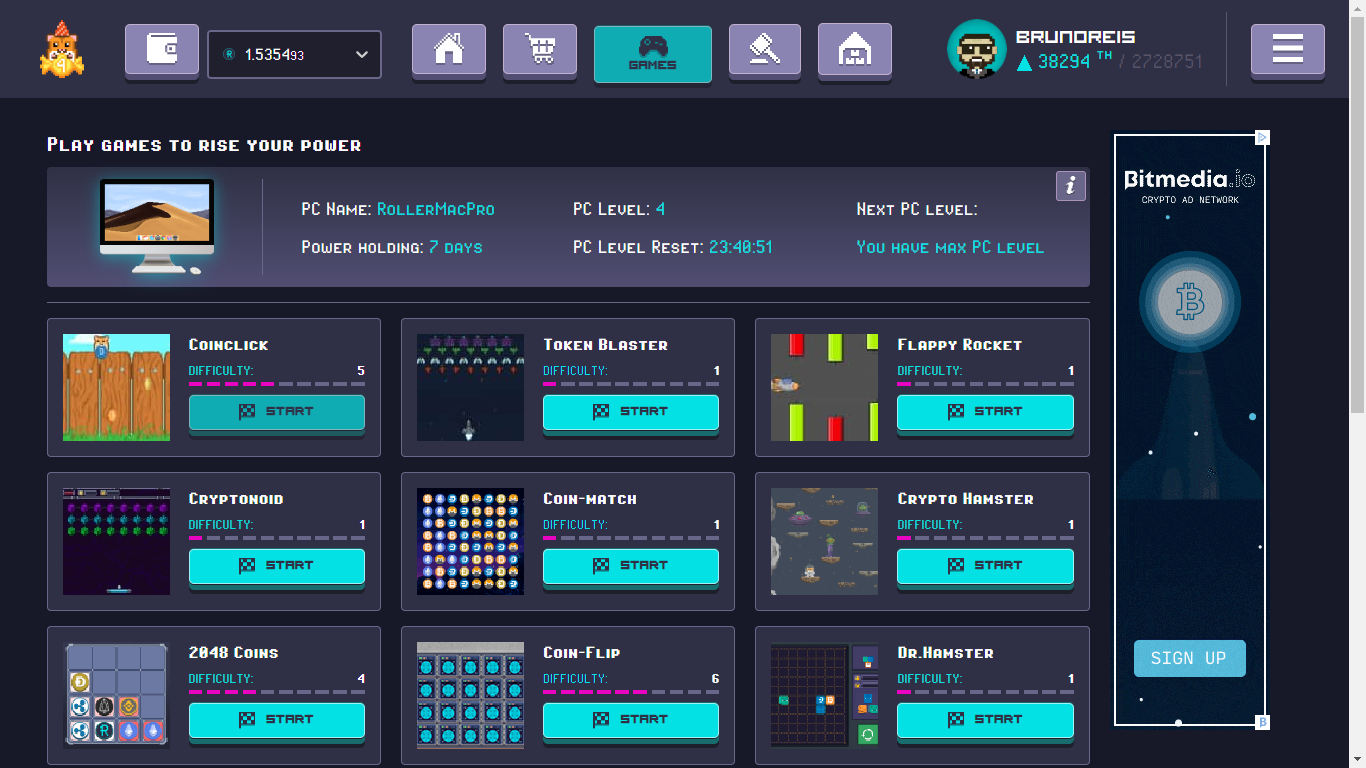 1.535493
GAMES
BRUNOREIS
38294 TH / 2728751
Play games to rise your power
PC Name: RollerMacPro
PC Level: 4
Next PC level:
Power holding: 7 days
PC Level Reset: 23:40:51
You have max PC level
Coinclick
Difficulty: 5
START
Token Blaster
Difficulty: 1
START
Flappy Rocket
Difficulty: 1
START
Cryptonoid
Difficulty: 1
START
Coin-match
Difficulty: 1
START
Crypto Hamster
Difficulty: 1
START
2048 Coins
Difficulty: 4
START
Coin-Flip
Difficulty: 6
START
Dr.Hamster
Difficulty: 1
START
Bitmedia.io
CRYPTO AD NETWORK
SIGN UP